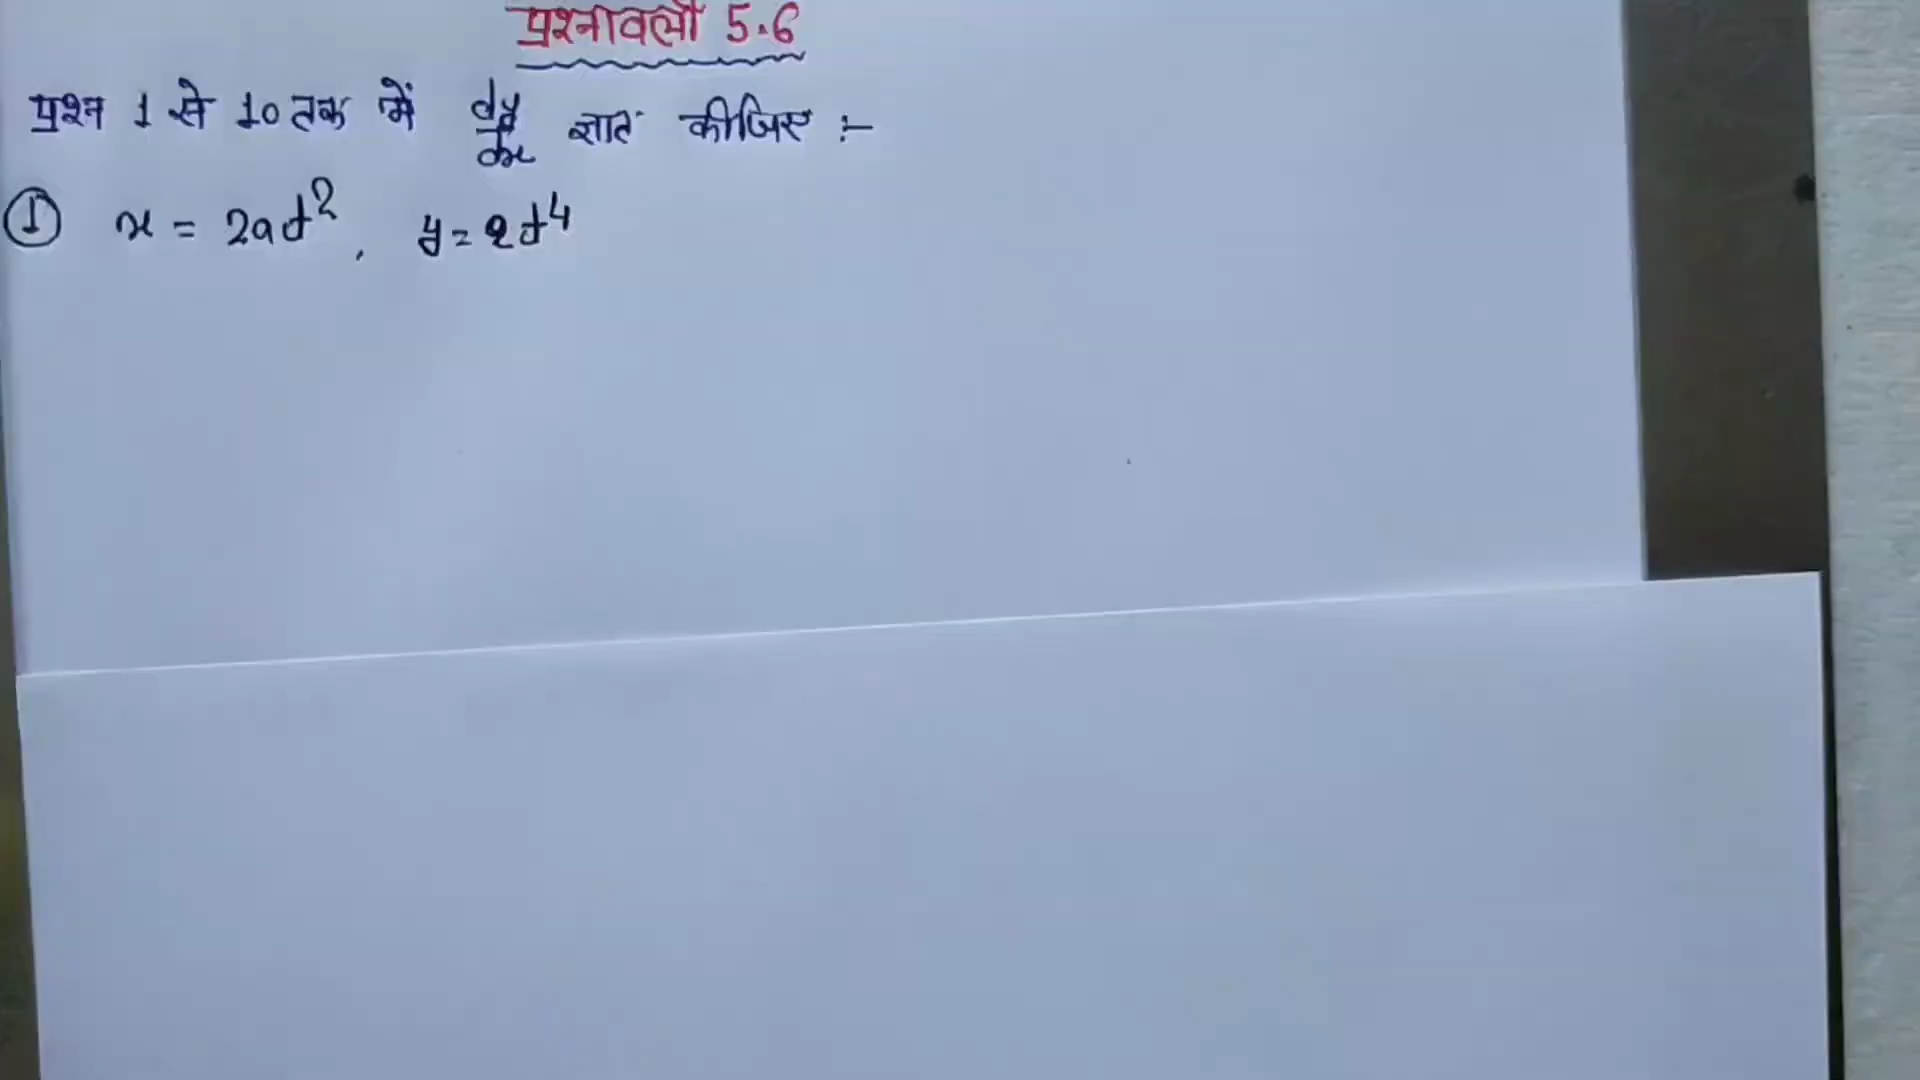 प्रश्नावली 5.6
प्रश्न 1 से 10 तक में dy/dx ज्ञात कीजिए :-
① x = 2at², y = at⁴